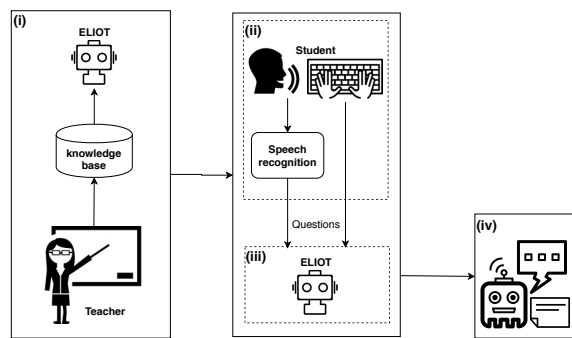 (i)
ELIOT
knowledge
base
Teacher
(ii)
Student
Speech
recognition
Questions
(iii)
ELIOT
(iv)